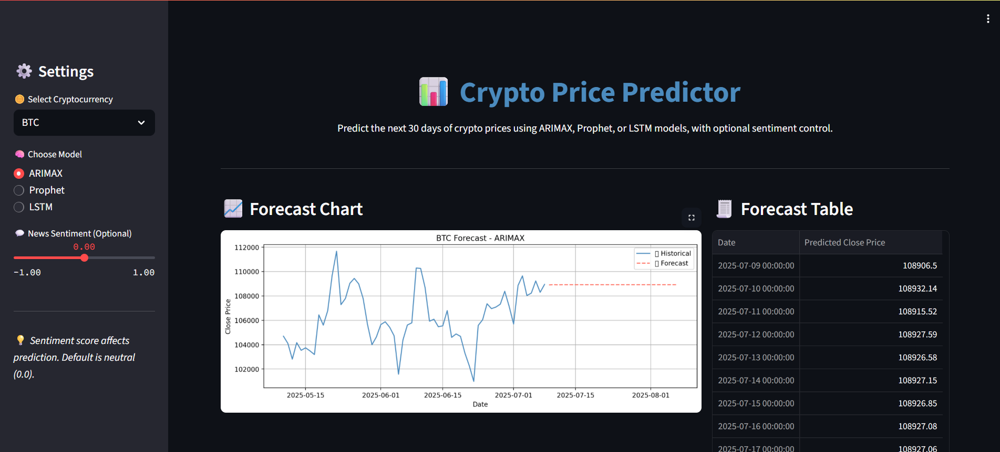 Settings
Select Cryptocurrency
BTC
Choose Model
ARIMAX
Prophet
LSTM
News Sentiment (Optional)
0.00
-1.00 1.00
Sentiment score affects
prediction. Default is neutral
(0.0).
Crypto Price Predictor
Predict the next 30 days of crypto prices using ARIMAX, Prophet, or LSTM models, with optional sentiment control.
Forecast Chart
BTC Forecast - ARIMAX
112000
110000
108000
106000
104000
102000
Close Price
Historical
Forecast
2025-05-15 2025-06-01 2025-06-15 2025-07-01 2025-07-15 2025-08-01
Date
Forecast Table
Date Predicted Close Price
2025-07-09 00:00:00 108906.5
2025-07-10 00:00:00 108932.14
2025-07-11 00:00:00 108915.52
2025-07-12 00:00:00 108927.59
2025-07-13 00:00:00 108926.58
2025-07-14 00:00:00 108927.15
2025-07-15 00:00:00 108926.85
2025-07-16 00:00:00 108927.08
2025-07-17 00:00:00 108927.06